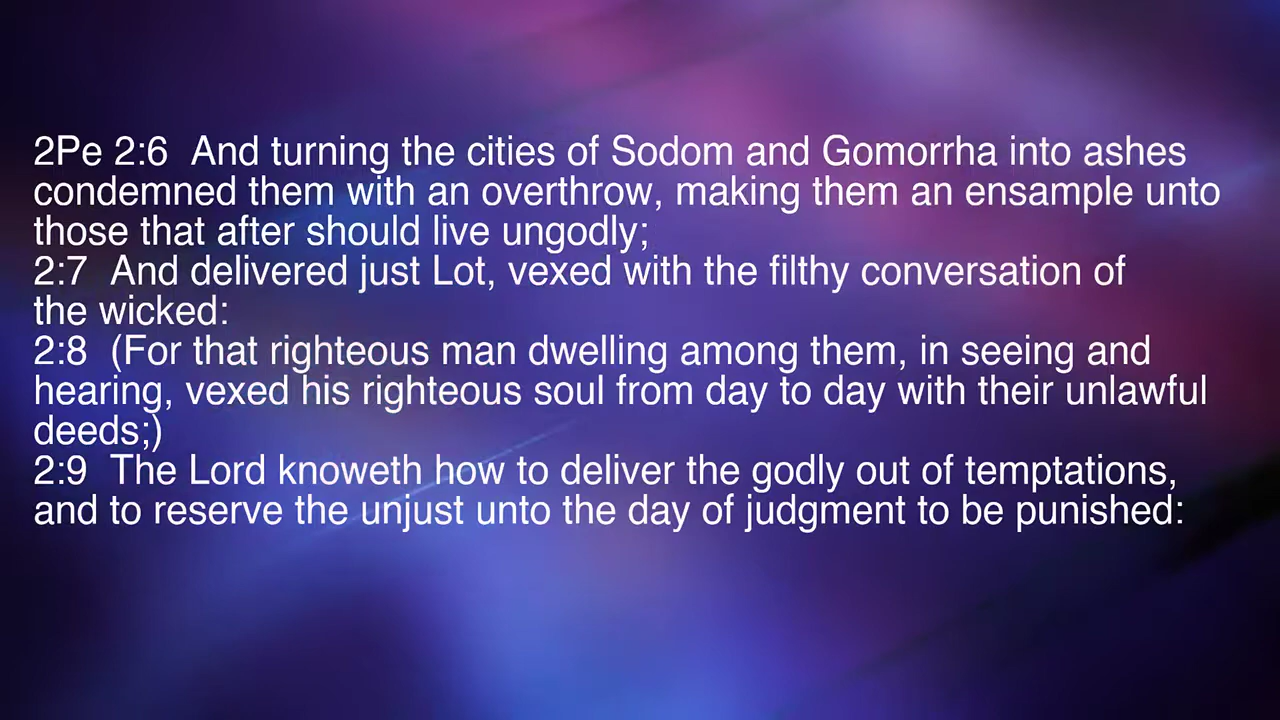 2Pe 2:6  And turning the cities of Sodom and Gomorrha into ashes
condemned them with an overthrow, making them an ensample unto
those that after should live ungodly;
2:7  And delivered just Lot, vexed with the filthy conversation of
the wicked:
2:8  (For that righteous man dwelling among them, in seeing and
hearing, vexed his righteous soul from day to day with their unlawful
deeds;)
2:9  The Lord knoweth how to deliver the godly out of temptations,
and to reserve the unjust unto the day of judgment to be punished: